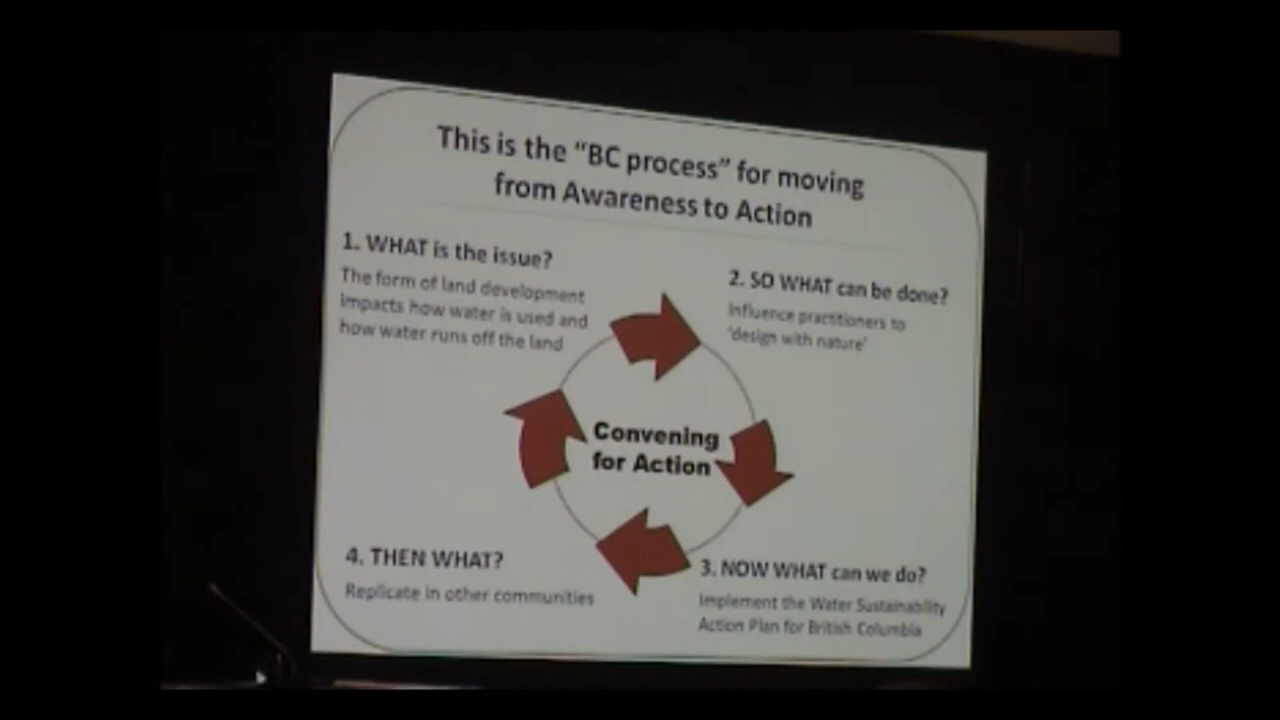 This is the “BC process” for moving
from Awareness to Action
1. WHAT is the issue?
The form of land development
impacts how water is used and
how water runs off the land
2. SO WHAT can be done?
Influence practitioners to
‘design with nature’
Convening
for Action
3. NOW WHAT can we do?
Implement the Water Sustainability
Action Plan for British Columbia
4. THEN WHAT?
Replicate in other communities